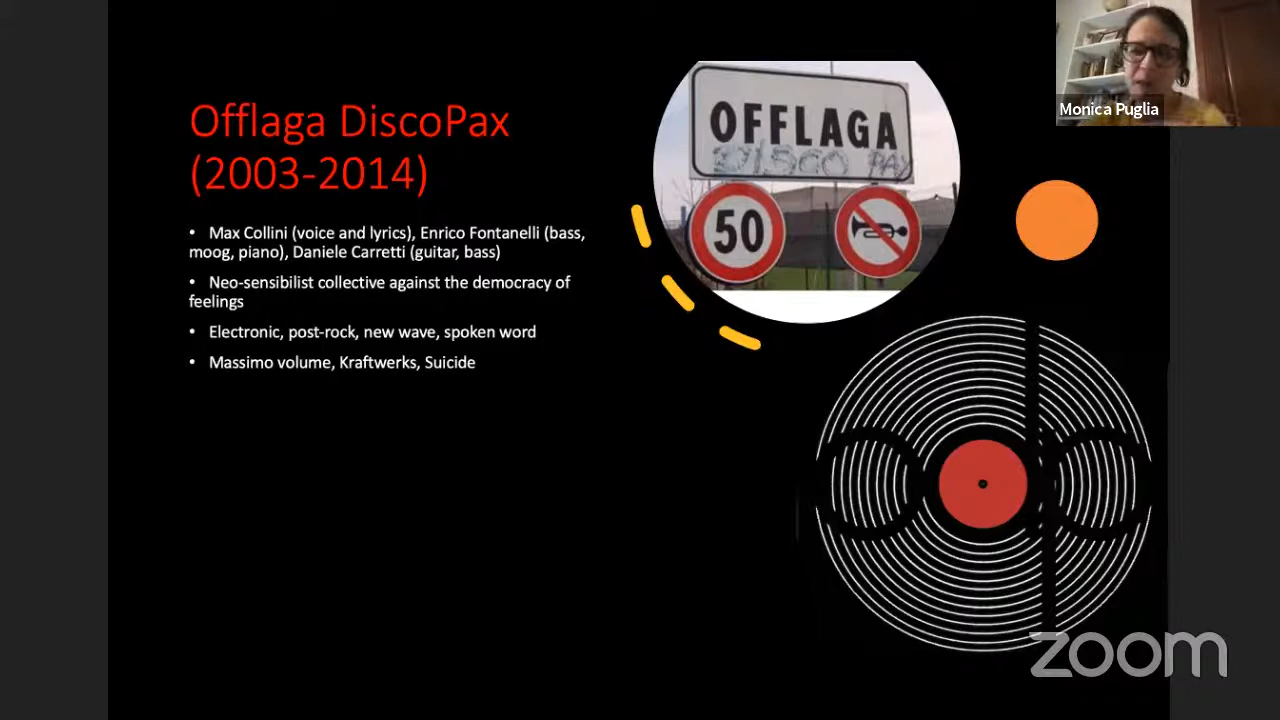 Offlaga DiscoPax
(2003-2014)
• Max Collini (voice and lyrics), Enrico Fontanelli (bass,
moog, piano), Daniele Carretti (guitar, bass)
• Neo-sensibilist collective against the democracy of
feelings
• Electronic, post-rock, new wave, spoken word
• Massimo volume, Kraftwerks, Suicide
OFFLAGA
DISCO PAX
50
Monica Puglia
zoom